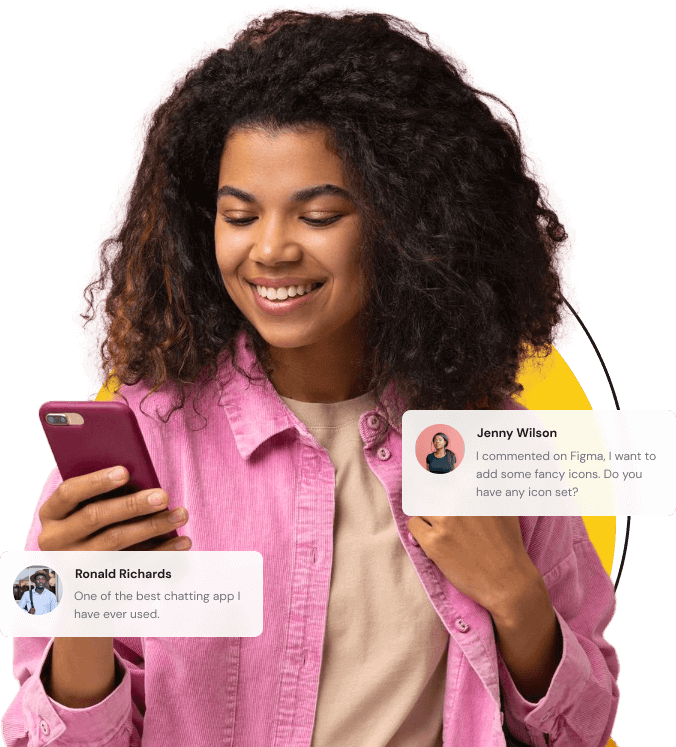 Jenny Wilson
I commented on Figma, I want to
add some fancy icons. Do you
have any icon set?
Ronald Richards
One of the best chatting app I
have ever used.